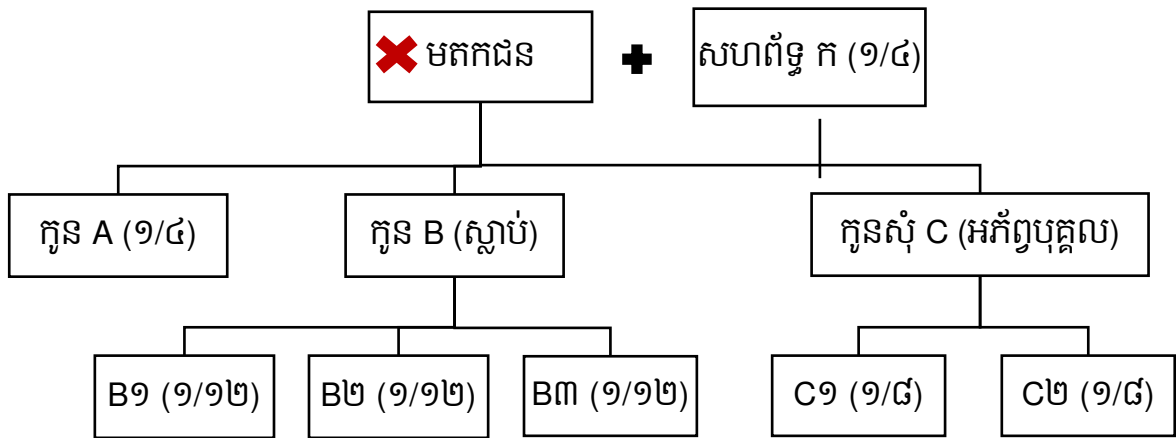 មតកជន
សហព័ទ្ធ ក (១/៤)
កូន A (១/៤)
កូន B (ស្លាប់)
កូនសុំ C (អភ័ព្វបុគ្គល)
B១ (១/១២)
B២ (១/១២)
B៣ (១/១២)
C១ (១/៨)
C២ (១/៨)